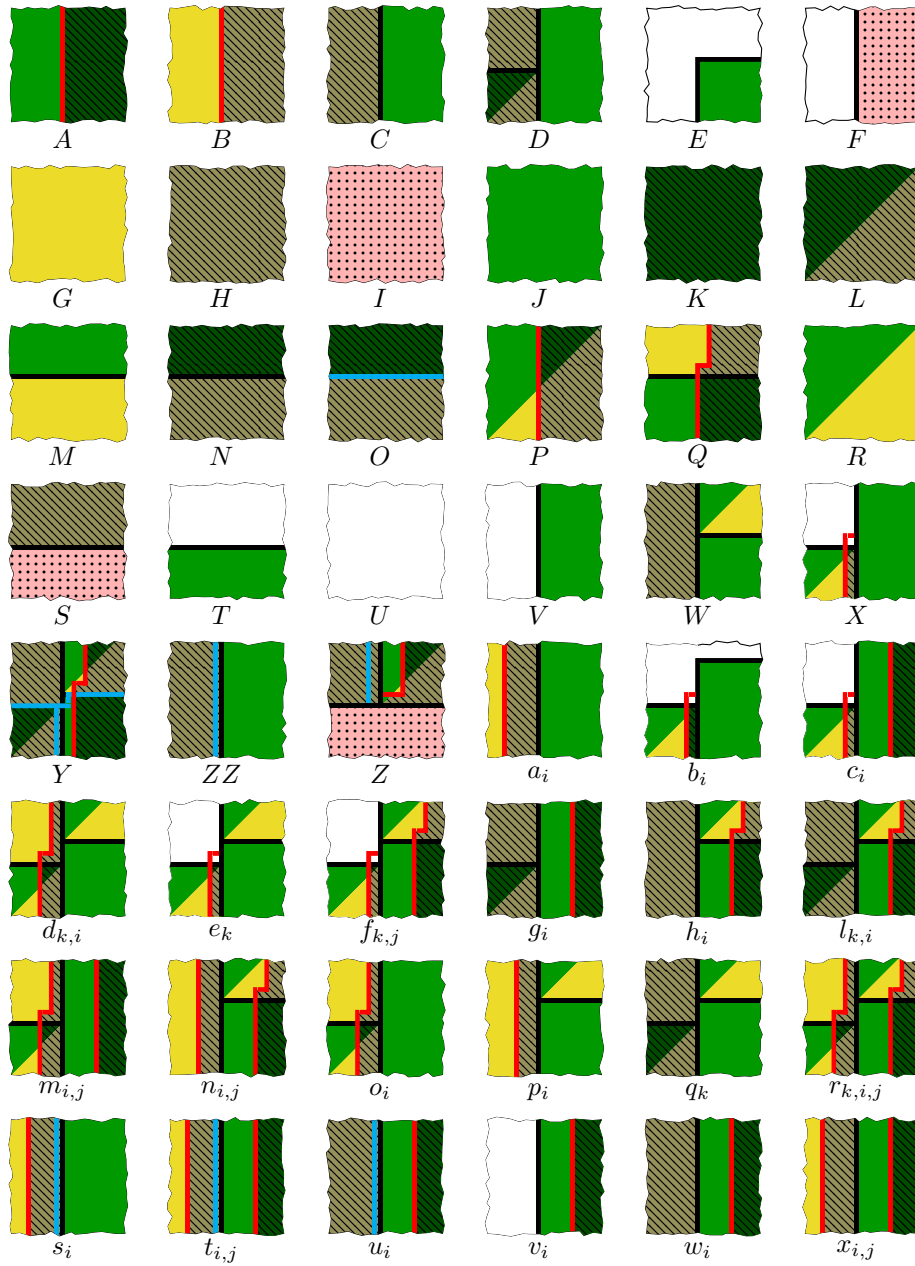 A B C D E F
G H I J K L
M N O P Q R
S T U V W X
Y ZZ Z a_i b_i c_i
d_{k,i} e_k f_{k,j} g_i h_i l_{k,i}
m_{i,j} n_{i,j} o_i p_i q_k r_{k,i,j}
s_i t_{i,j} u_i v_i w_i x_{i,j}